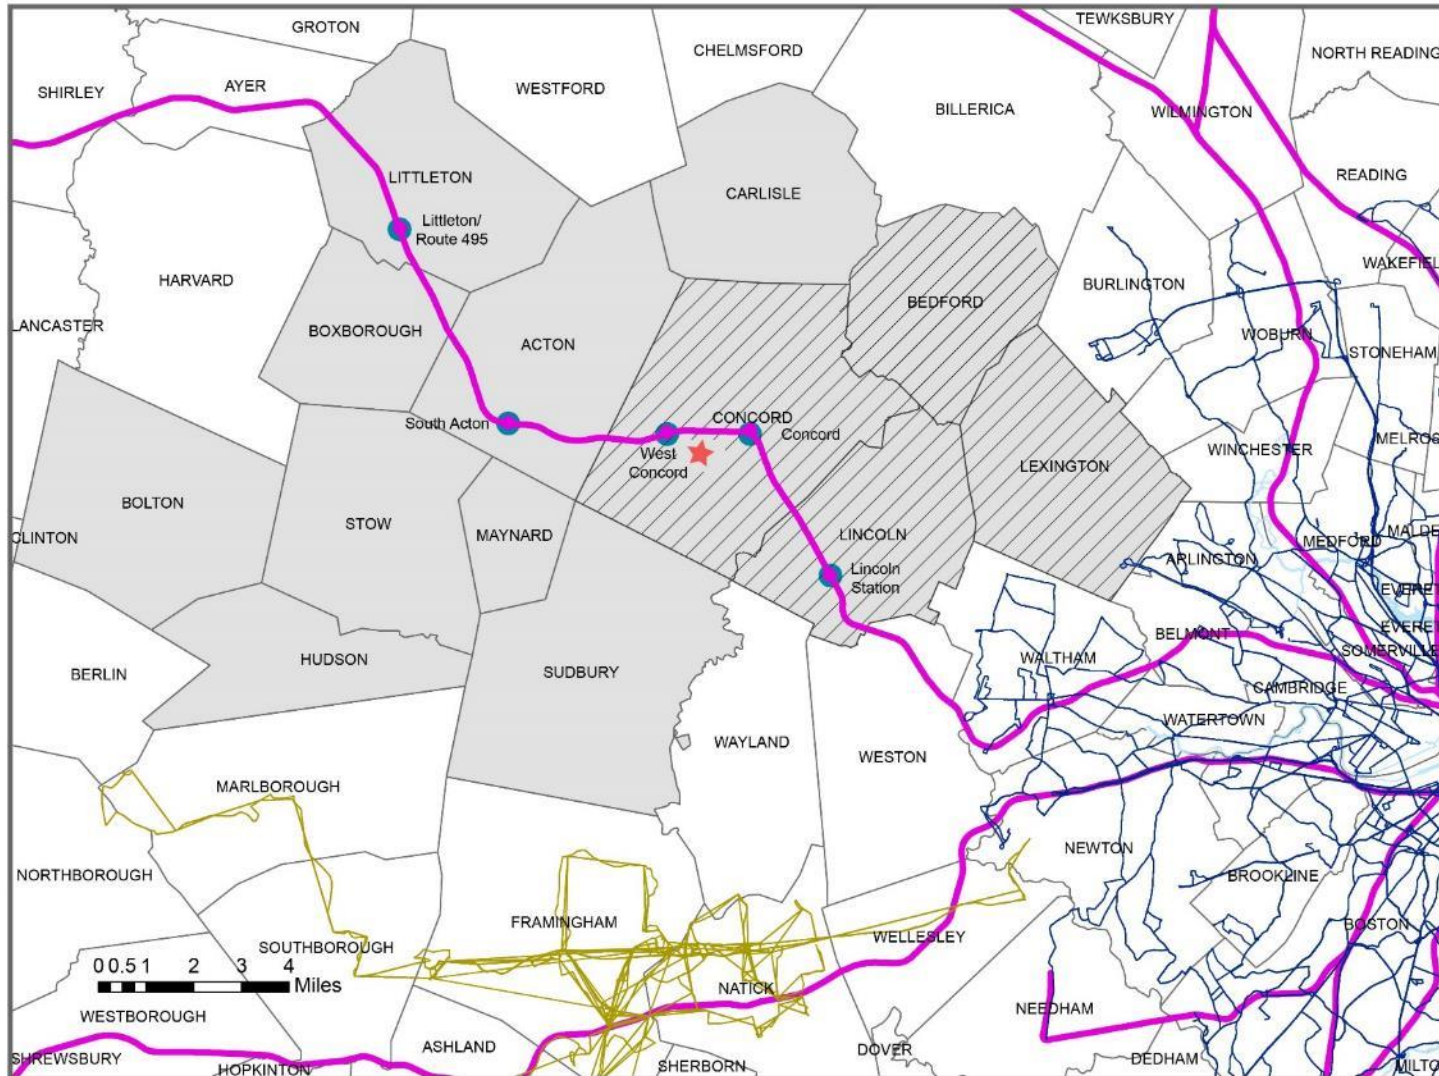 GROTON
TEWKSBURY
CHELMSFORD
NORTH READING
SHIRLEY
AYER
WESTFORD
BILLERICA
WILMINGTON
READING
LITTLETON
CARLISLE
Littleton/
Route 495
WAKEFIEL
HARVARD
BURLINGTON
BEDFORD
LANCASTER
BOXBOROUGH
ACTON
WOBURN
STONEHAM
South Acton
CONCORD
Concord
West
Concord
WINCHESTER
MELROS
LEXINGTON
BOLTON
STOW
MAYNARD
LINCOLN
CLINTON
MEDFORD
MALDE
ARLINGTON
Lincoln
Station
EVERET
EVERET
BELMONT
SOMERVILLE
HUDSON
SUDBURY
WALTHAM
BERLIN
CAMBRIDGE
WATERTOWN
WAYLAND
WESTON
MARLBOROUGH
NEWTON
NORTHBOROUGH
BROOKLINE
FRAMINGHAM
BOSTON
WELLESLEY
SOUTHBOROUGH
0 0.5 1 2 3 4
Miles
NATICK
NEEDHAM
WESTBOROUGH
ASHLAND
DOVER
SHREWSBURY
HOPKINTON
SHERBORN
DEDHAM
MILTO